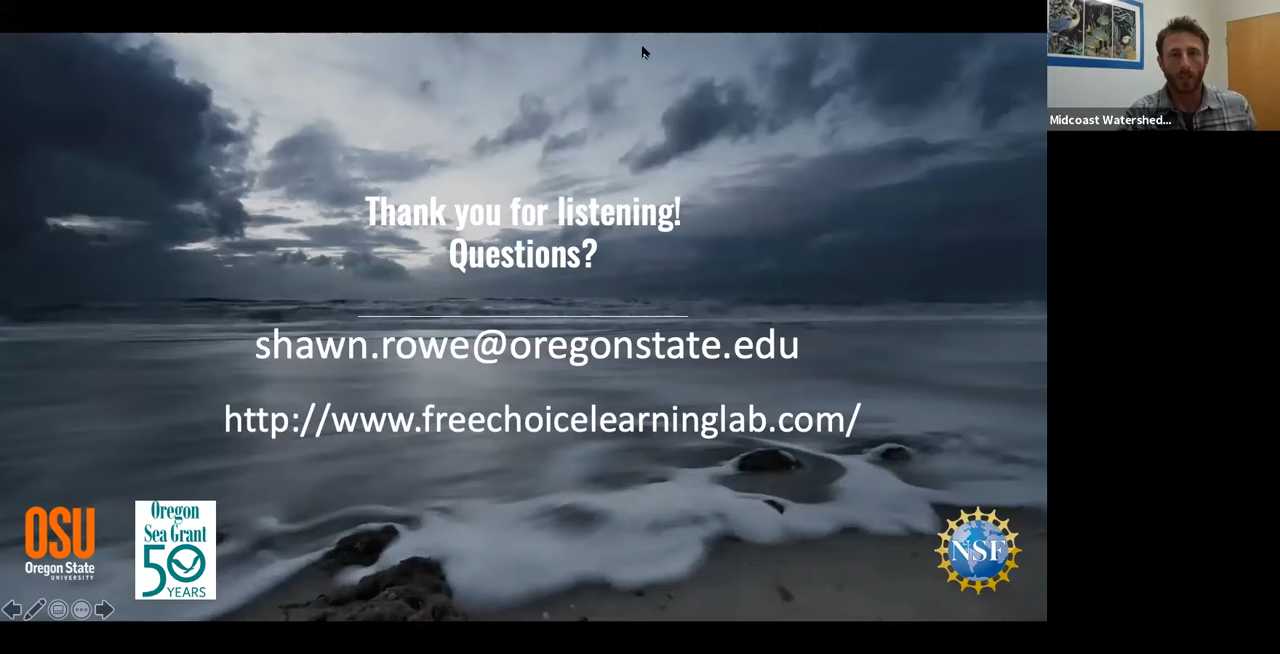 Thank you for listening!
Questions?
shawn.rowe@oregonstate.edu
http://www.freechoicelearninglab.com/
OSU
Oregon State
UNIVERSITY
Oregon
Sea Grant
50
YEARS
NSF
Midcoast Watershed...